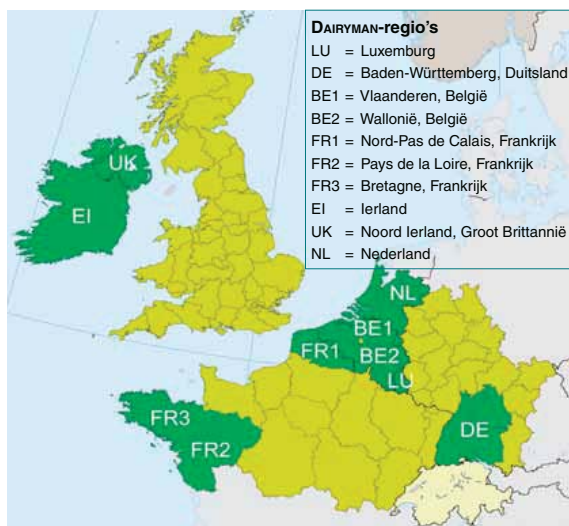 DAIRYMAN-regio's
LU = Luxemburg
DE = Baden-Württemberg, Duitsland
BE1 = Vlaanderen, België
BE2 = Wallonië, België
FR1 = Nord-Pas de Calais, Frankrijk
FR2 = Pays de la Loire, Frankrijk
FR3 = Bretagne, Frankrijk
EI = Ierland
UK = Noord Ierland, Groot Brittannië
NL = Nederland
UK
EI
NL
BE1
FR1
BE2
LU
FR3
FR2
DE